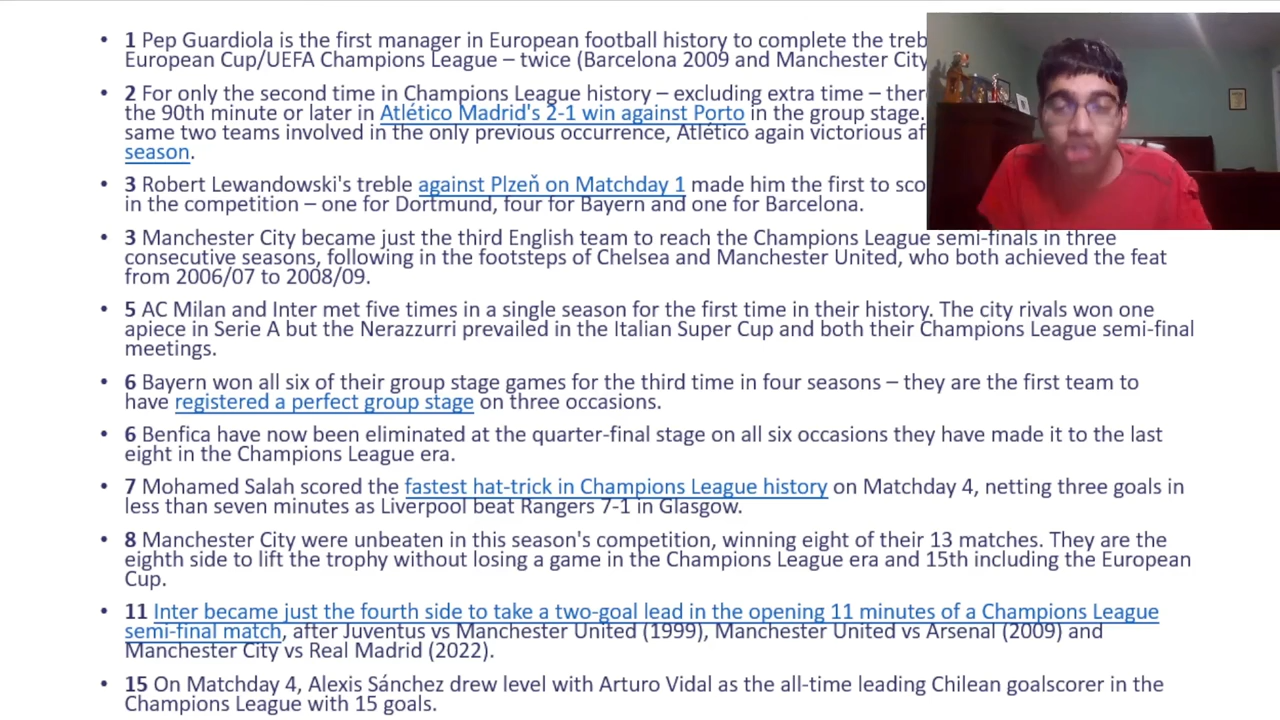 • 1 Pep Guardiola is the first manager in European football history to complete the treb
European Cup/UEFA Champions League – twice (Barcelona 2009 and Manchester City
• 2 For only the second time in Champions League history – excluding extra time – ther
the 90th minute or later in Atlético Madrid's 2-1 win against Porto in the group stage.
same two teams involved in the only previous occurrence, Atlético again victorious af
season.
• 3 Robert Lewandowski's treble against Plzeň on Matchday 1 made him the first to sco
in the competition – one for Dortmund, four for Bayern and one for Barcelona.
• 3 Manchester City became just the third English team to reach the Champions League semi-finals in three
consecutive seasons, following in the footsteps of Chelsea and Manchester United, who both achieved the feat
from 2006/07 to 2008/09.
• 5 AC Milan and Inter met five times in a single season for the first time in their history. The city rivals won one
apiece in Serie A but the Nerazzurri prevailed in the Italian Super Cup and both their Champions League semi-final
meetings.
• 6 Bayern won all six of their group stage games for the third time in four seasons – they are the first team to
have registered a perfect group stage on three occasions.
• 6 Benfica have now been eliminated at the quarter-final stage on all six occasions they have made it to the last
eight in the Champions League era.
• 7 Mohamed Salah scored the fastest hat-trick in Champions League history on Matchday 4, netting three goals in
less than seven minutes as Liverpool beat Rangers 7-1 in Glasgow.
• 8 Manchester City were unbeaten in this season's competition, winning eight of their 13 matches. They are the
eighth side to lift the trophy without losing a game in the Champions League era and 15th including the European
Cup.
• 11 Inter became just the fourth side to take a two-goal lead in the opening 11 minutes of a Champions League
semi-final match, after Juventus vs Manchester United (1999), Manchester United vs Arsenal (2009) and
Manchester City vs Real Madrid (2022).
• 15 On Matchday 4, Alexis Sánchez drew level with Arturo Vidal as the all-time leading Chilean goalscorer in the
Champions League with 15 goals.